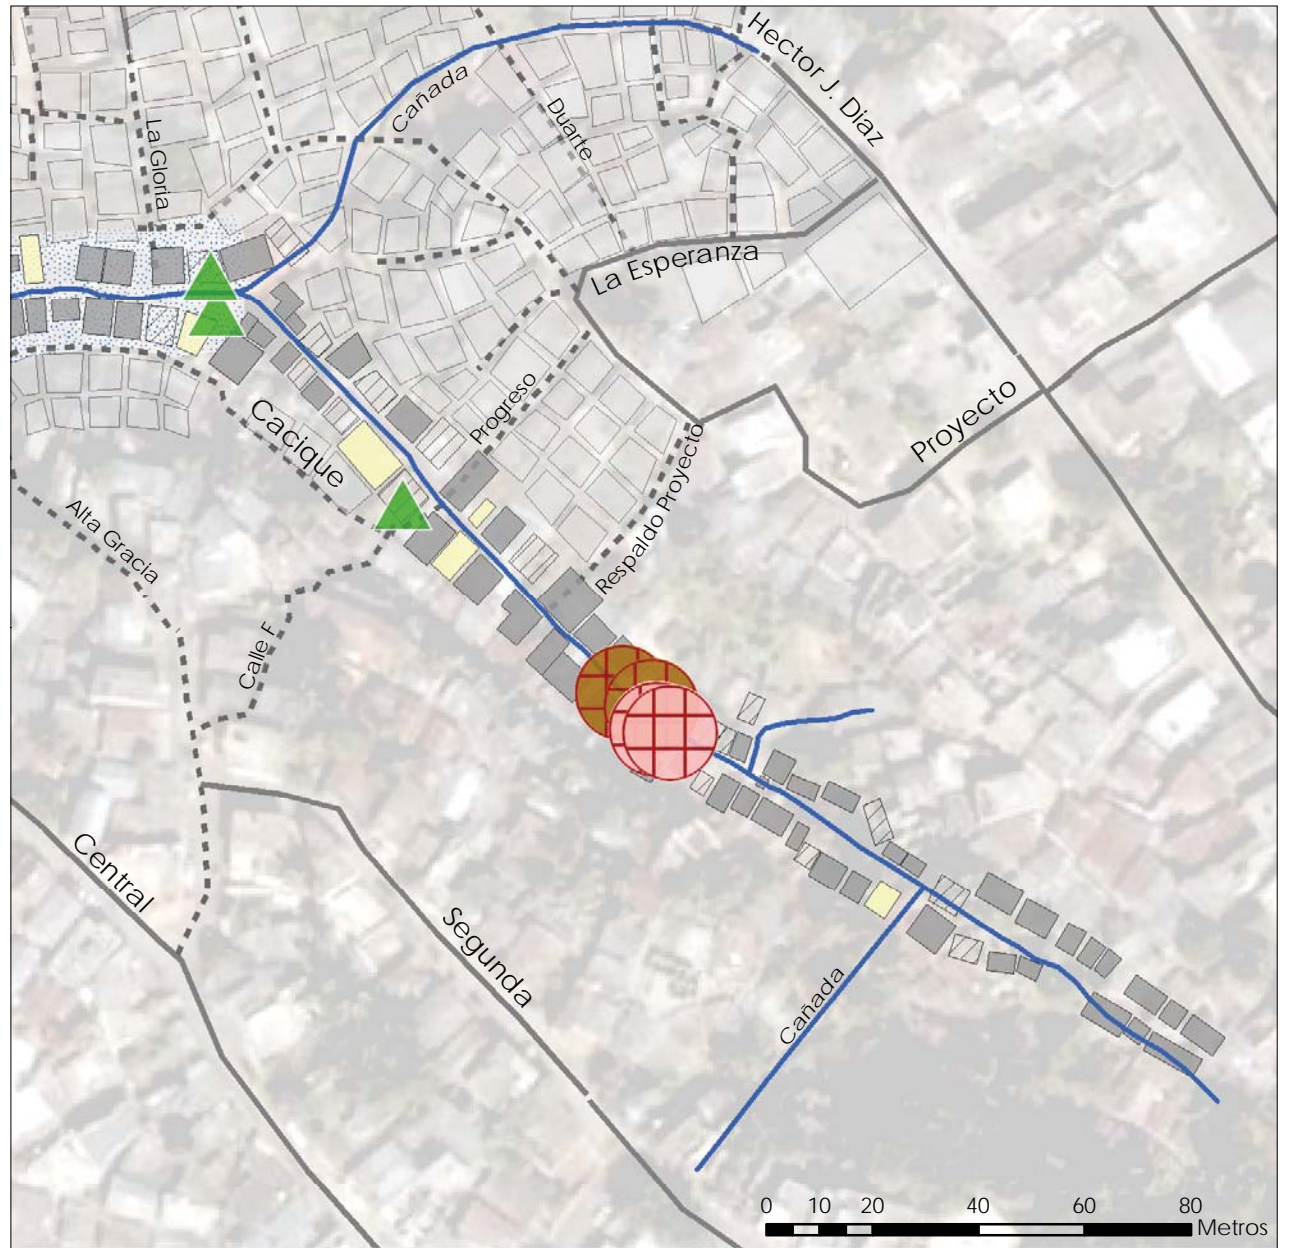 Hector J. Diaz
Cañada
Duarte
La Gloria
La Esperanza
Cacique
Progreso
Proyecto
Respaldo Proyecto
Alta Gracia
Calle F
Central
Segunda
Cañada
0 10 20 40 60 80
Metros